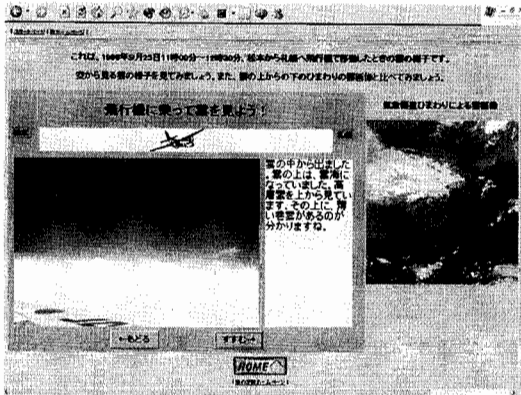 これは、1999年9月23日11時00分~12時30分、熊本から札幌へ飛行機で移動したときの雲の様子です。
空から見る雲の様子を見てみましょう。また、雲の上からの下のひまわりの雲画像と比べてみましょう。
飛行機に乗って雲を見よう！
気象衛星ひまわりによる雲画像
雲の中から出ました
。雲の上は、雲海に
なっていました。高
層雲を上から見てい
ます。その上に、薄
い巻雲があるのが
分かりますね。
←もどる
すすむ→
HOME